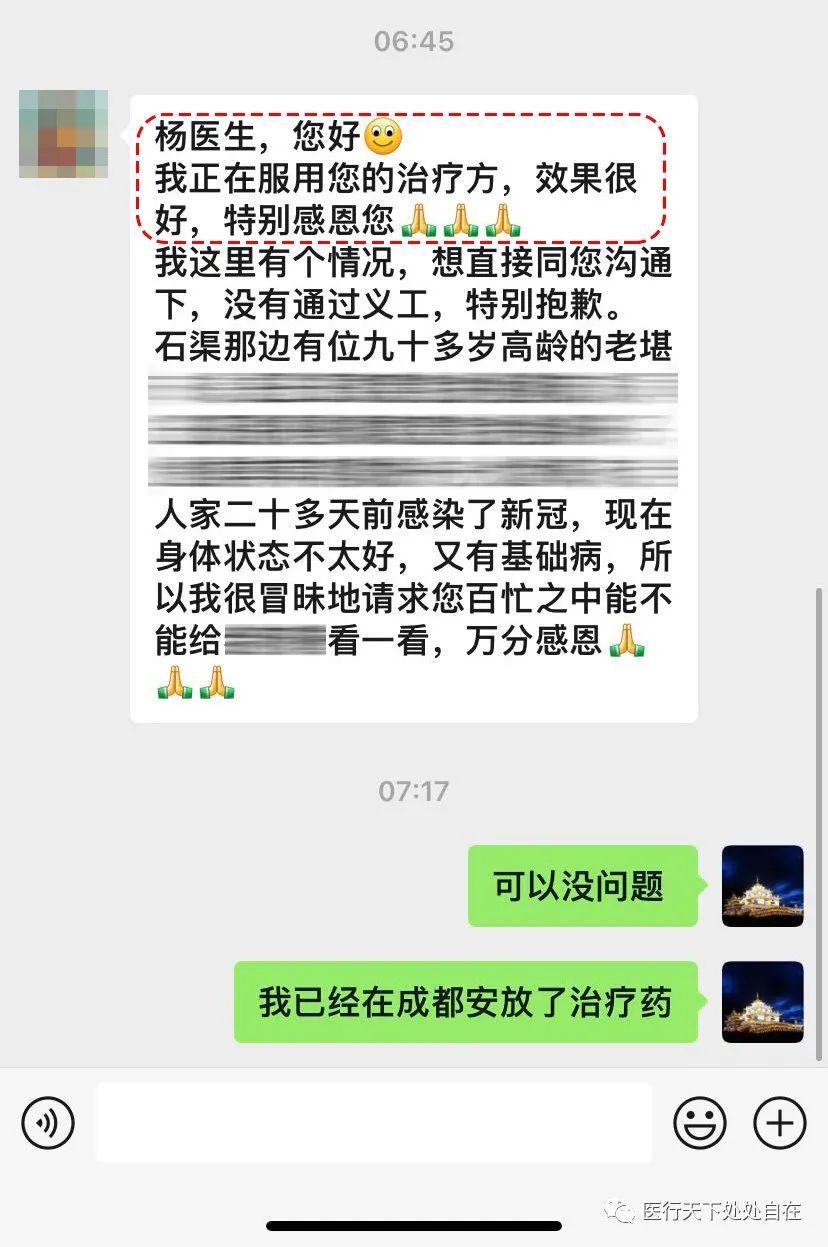 06:45
杨医生，您好
我正在服用您的治疗方，效果很
好，特别感恩您🙏🙏🙏
我这里有个情况，想直接同您沟通
下，没有通过义工，特别抱歉。
石渠那边有位九十多岁高龄的老堪
人家二十多天前感染了新冠，现在
身体状态不太好，又有基础病，所
以我很冒昧地请求您百忙之中能不
能给看一看，万分感恩🙏
🙏🙏
07:17
可以没问题
我已经在成都安放了治疗药
医行天下处处自在